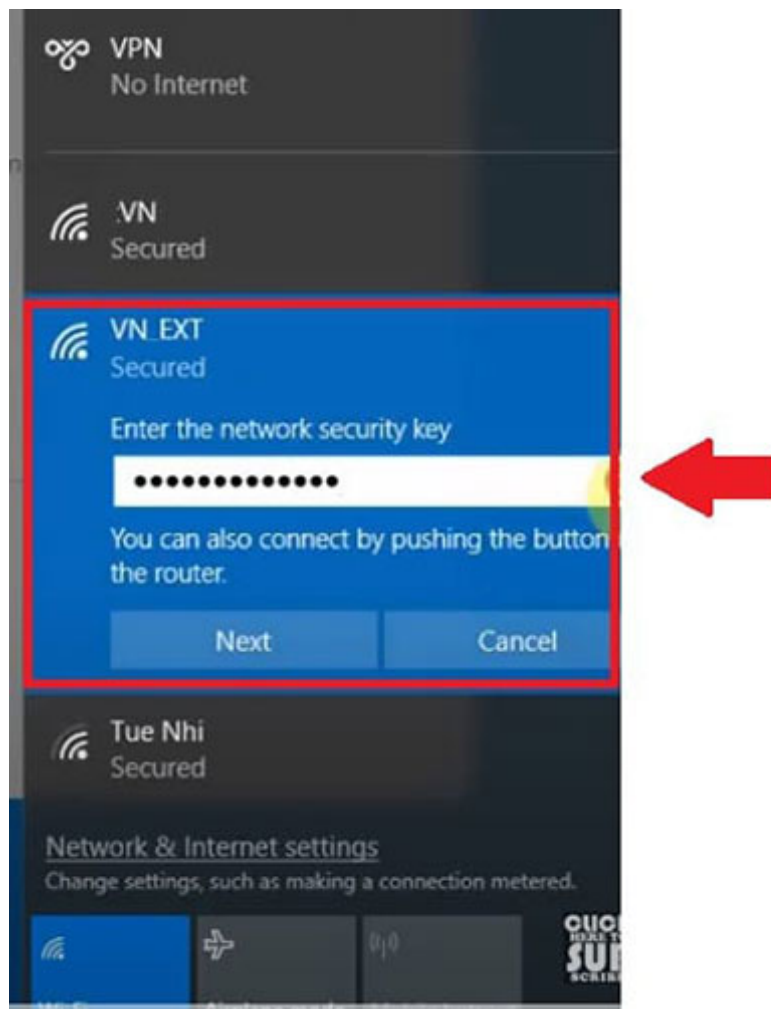 VPN
No Internet
VN
Secured
VN_EXT
Secured
Enter the network security key
You can also connect by pushing the button
the router.
Next Cancel
Tue Nhi
Secured
Network & Internet settings
Change settings, such as making a connection metered.